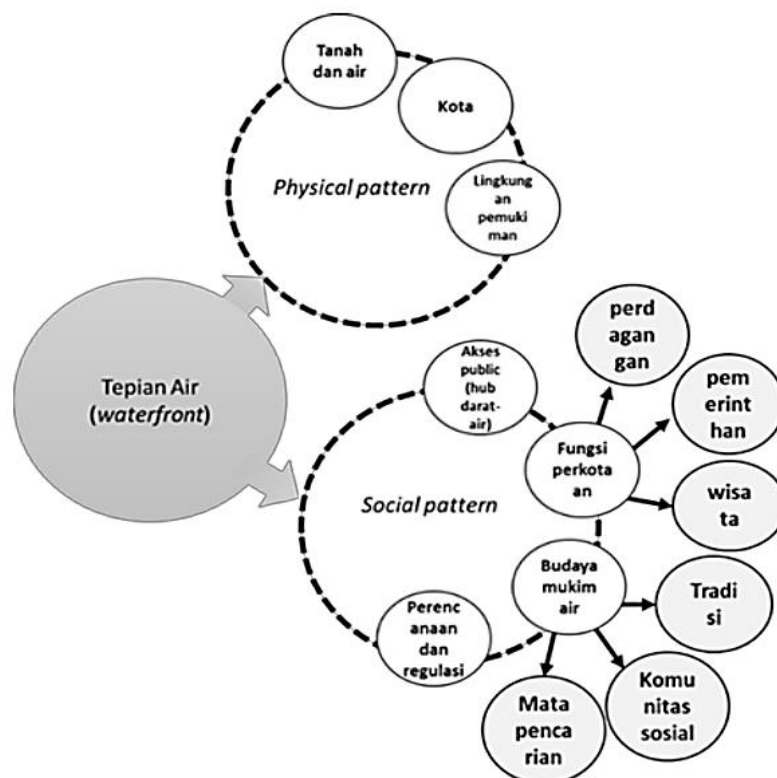 Tanah
dan air
Kota
Physical pattern
Lingkung
an
pemuki
man
Tepian Air
(waterfront)
Akses
public
(hub
darat-
air)
Fungsi
perkota
an
perd
agan
gan
pem
erint
han
wisa
ta
Social pattern
Budaya
mukim
air
Tradi
si
Komu
nitas
sosial
Mata
penca
rian
Perenc
anaan
dan
regulasi